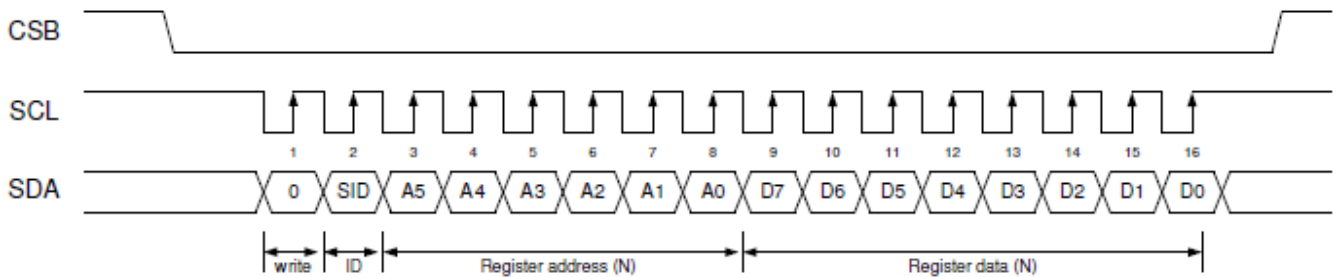 CSB
SCL
1 2 3 4 5 6 7 8 9 10 11 12 13 14 15 16
SDA 0 SID A5 A4 A3 A2 A1 A0 D7 D6 D5 D4 D3 D2 D1 D0
write ID Register address (N) Register data (N)